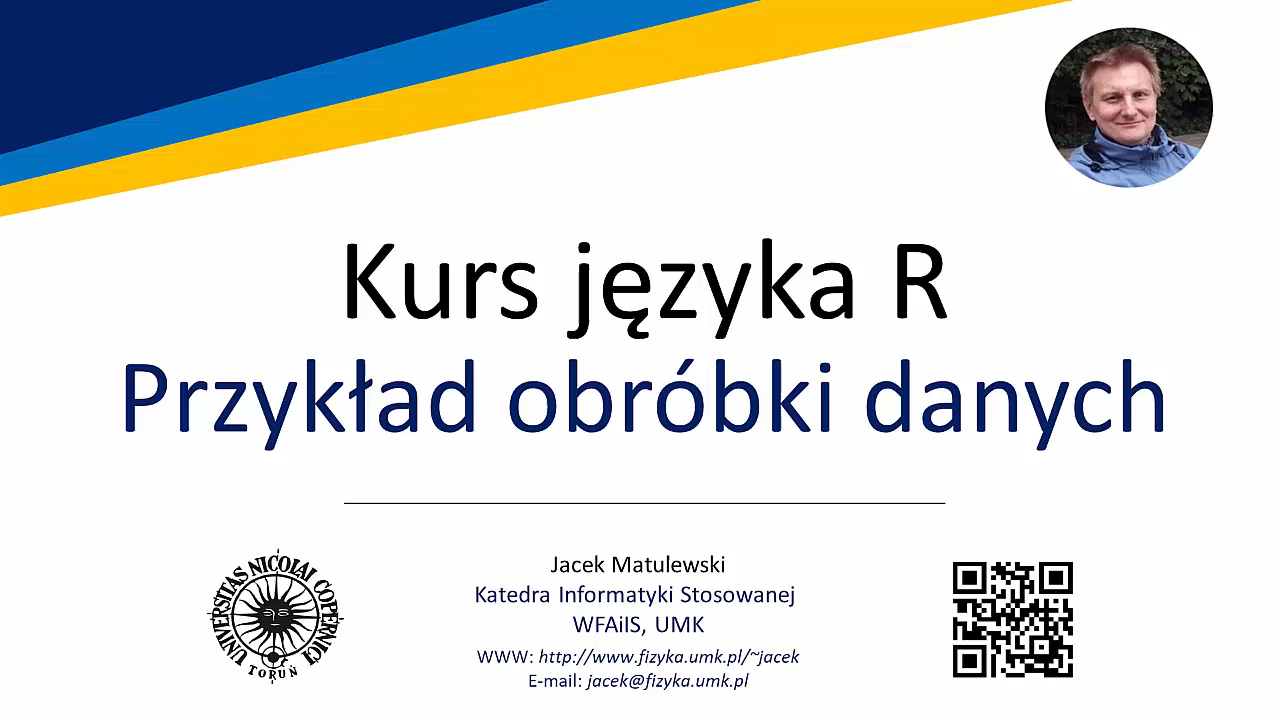 Kurs języka R
Przykład obróbki danych
UNIVERSITAS NICOLAI COPERNICI
TORUŃ
Jacek Matulewski
Katedra Informatyki Stosowanej
WFAiIS, UMK
WWW: http://www.fizyka.umk.pl/~jacek
E-mail: jacek@fizyka.umk.pl